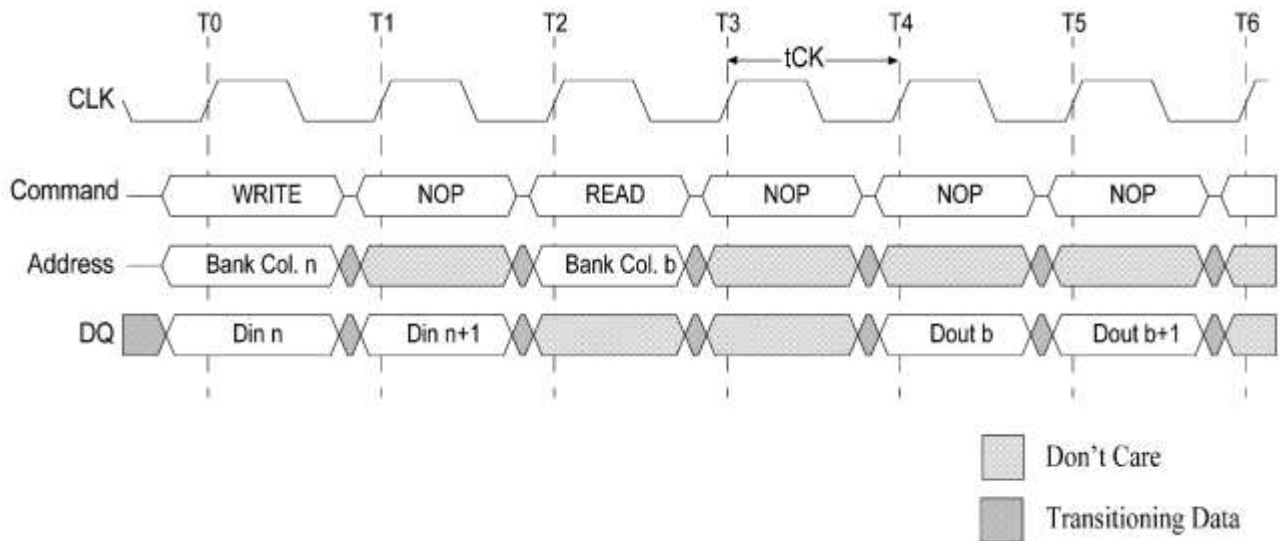 T0 T1 T2 T3 T4 T5 T6
tCK
CLK
Command WRITE NOP READ NOP NOP NOP
Address Bank Col. n Bank Col. b
DQ Din n Din n+1 Dout b Dout b+1
Don't Care
Transitioning Data